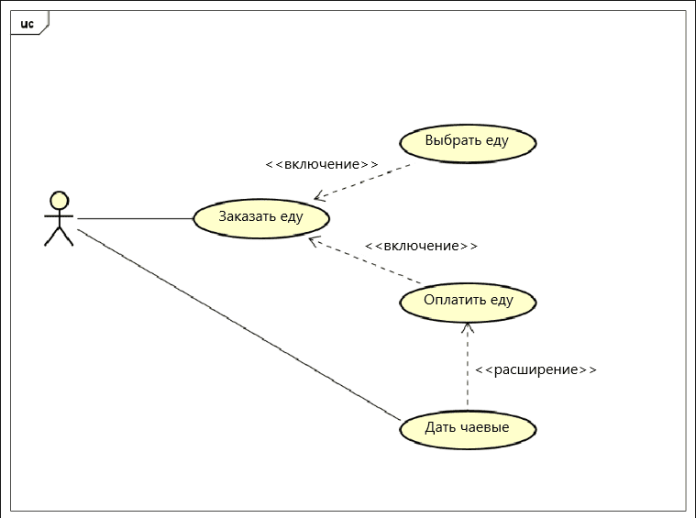 uc
Выбрать еду
<<включение>>
Заказать еду
<<включение>>
Оплатить еду
<<расширение>>
Дать чаевые